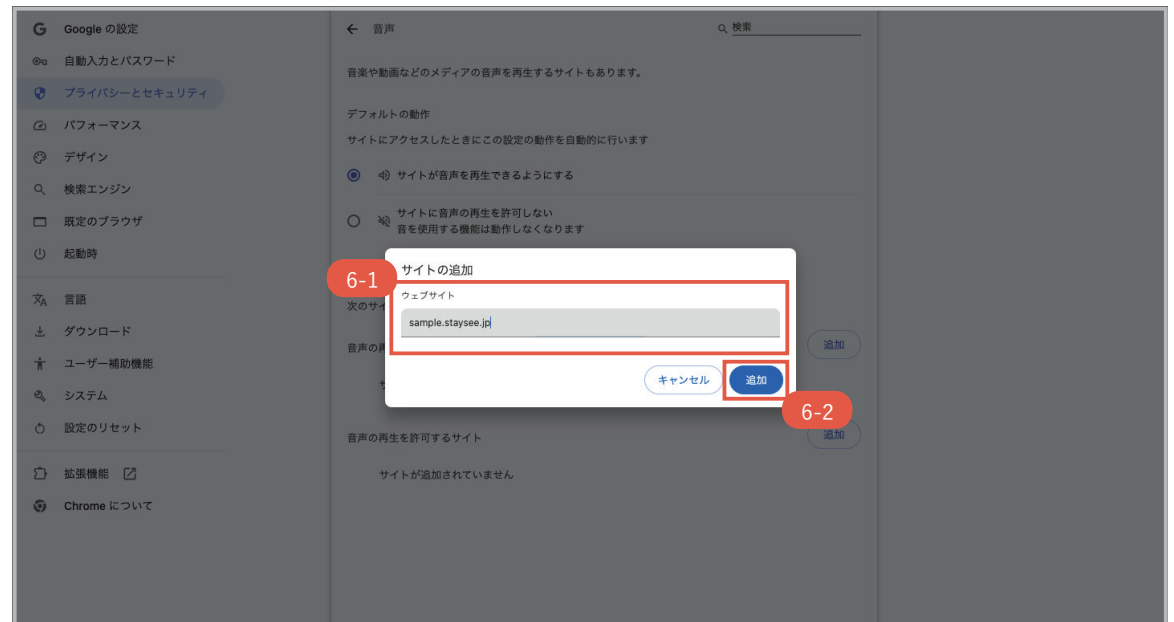 Google の設定
自動入力とパスワード
プライバシーとセキュリティ
パフォーマンス
デザイン
検索エンジン
既定のブラウザ
起動時
言語
ダウンロード
ユーザー補助機能
システム
設定のリセット
拡張機能
Chrome について
音声
検索
音楽や動画などのメディアの音声を再生するサイトもあります。
デフォルトの動作
サイトにアクセスしたときにこの設定の動作を自動的に行います
サイトが音声を再生できるようにする
サイトに音声の再生を許可しない
音を使用する機能は動作しなくなります
6-1
サイトの追加
ウェブサイト
次のサイ
sample.staysee.jp
音声の再
追加
キャンセル
追加
6-2
音声の再生を許可するサイト
追加
サイトが追加されていません